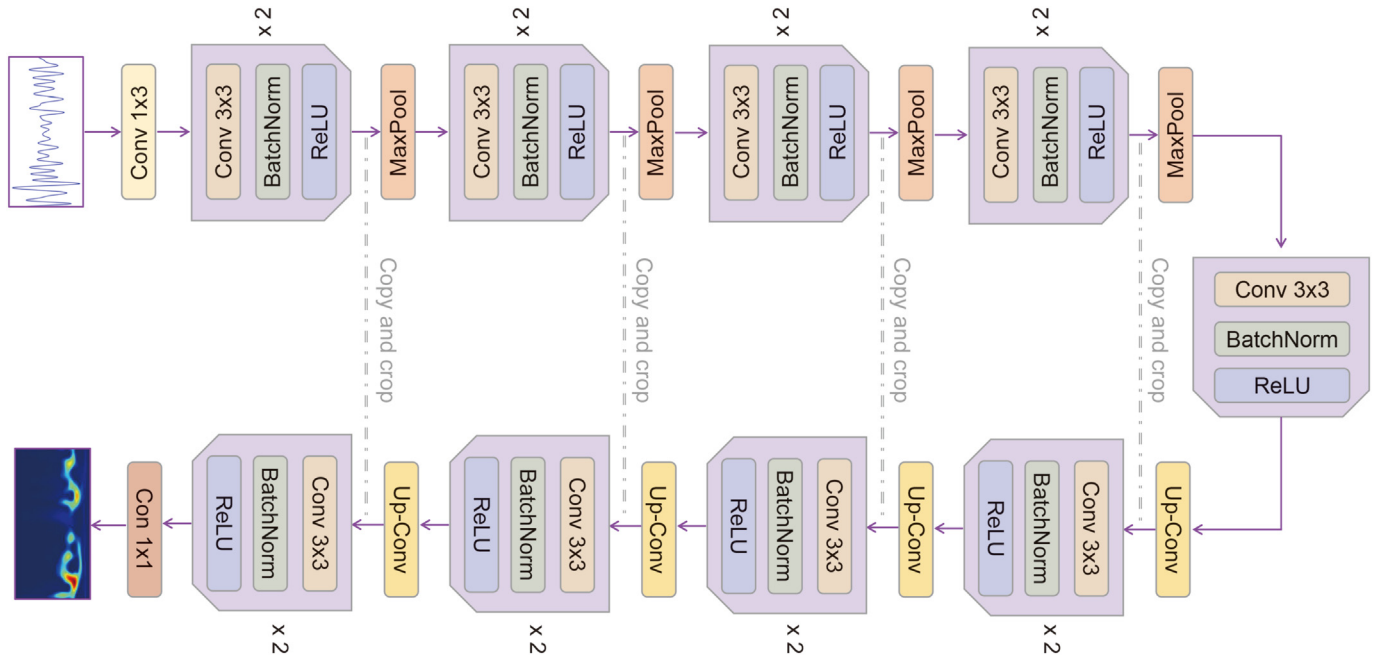 x 2
x 2
x 2
x 2
Conv 1x3
Conv 3x3
BatchNorm
ReLU
MaxPool
Conv 3x3
BatchNorm
ReLU
MaxPool
Conv 3x3
BatchNorm
ReLU
MaxPool
Conv 3x3
BatchNorm
ReLU
MaxPool
Copy and crop
Copy and crop
Copy and crop
Copy and crop
Conv 3x3
BatchNorm
ReLU
Con 1x1
ReLU
BatchNorm
Conv 3x3
Up-Conv
ReLU
BatchNorm
Conv 3x3
Up-Conv
ReLU
BatchNorm
Conv 3x3
Up-Conv
ReLU
BatchNorm
Conv 3x3
Up-Conv
x 2
x 2
x 2
x 2